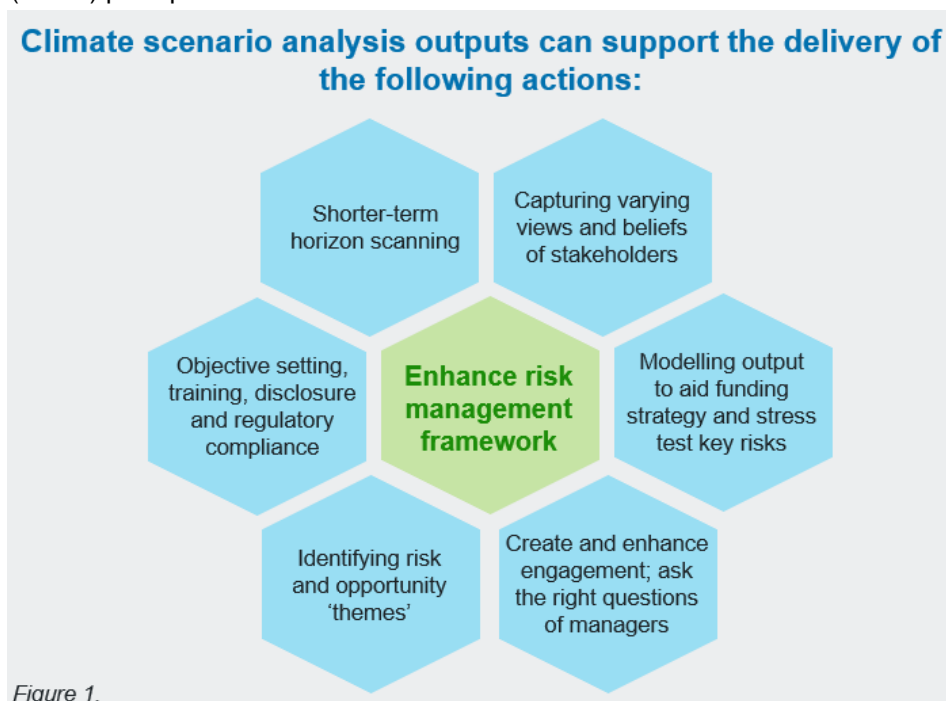 Climate scenario analysis outputs can support the delivery of
the following actions:
Shorter-term
horizon scanning
Capturing varying
views and beliefs
of stakeholders
Objective setting,
training, disclosure
and regulatory
compliance
Enhance risk
management
framework
Modelling output
to aid funding
strategy and stress
test key risks
Identifying risk
and opportunity
‘themes’
Create and enhance
engagement; ask
the right questions
of managers
Figure 1.